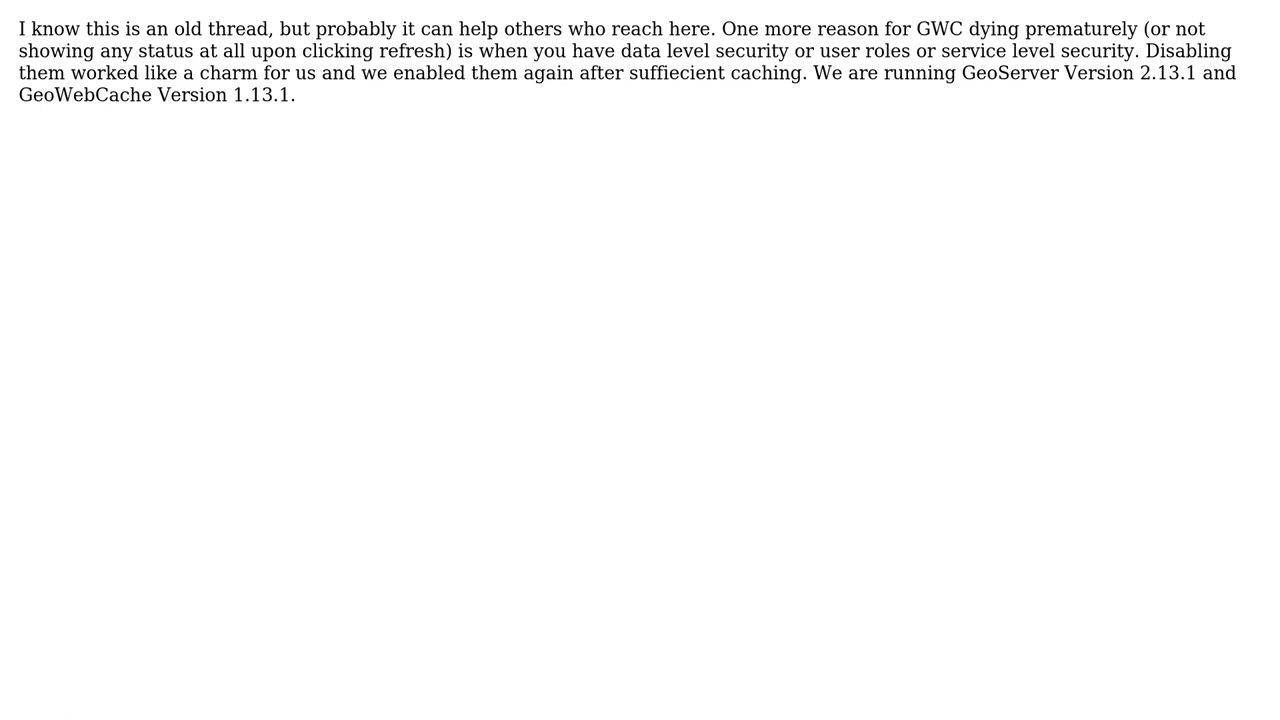 I know this is an old thread, but probably it can help others who reach here. One more reason for GWC dying prematurely (or not
showing any status at all upon clicking refresh) is when you have data level security or user roles or service level security. Disabling
them worked like a charm for us and we enabled them again after suffiecient caching. We are running GeoServer Version 2.13.1 and
GeoWebCache Version 1.13.1.